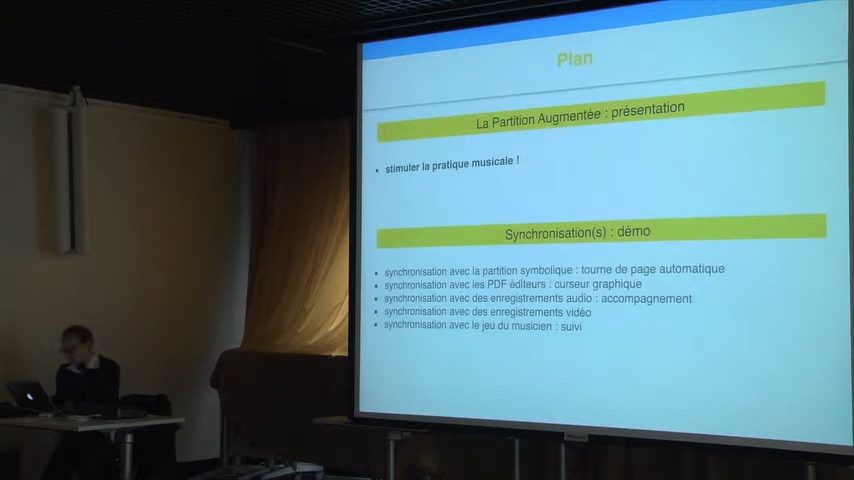 Plan
La Partition Augmentée : présentation
• stimuler la pratique musicale !
Synchronisation(s) : démo
• synchronisation avec la partition symbolique : tourne de page automatique
• synchronisation avec les PDF éditeurs : curseur graphique
• synchronisation avec des enregistrements audio : accompagnement
• synchronisation avec des enregistrements vidéo
• synchronisation avec le jeu du musicien : suivi